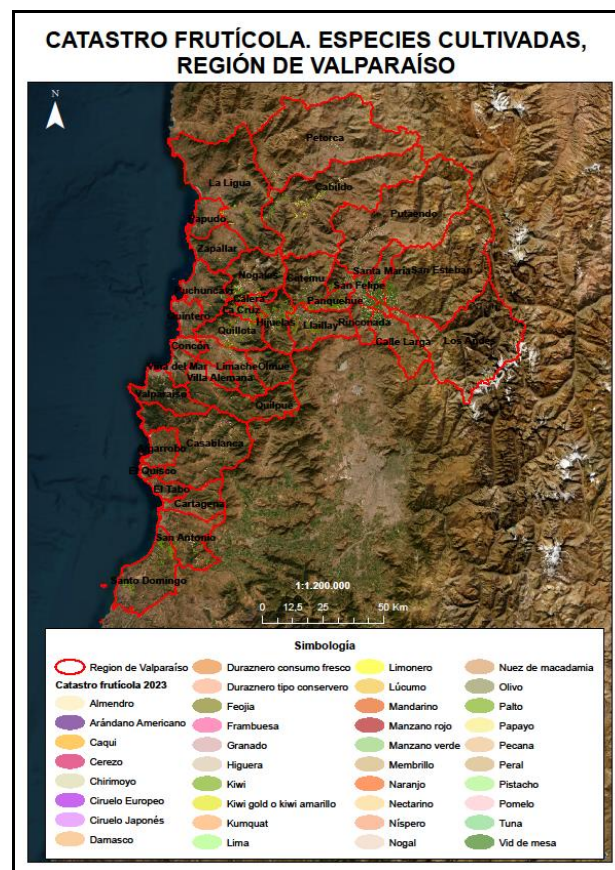 CATASTRO FRUTÍCOLA. ESPECIES CULTIVADAS,
REGIÓN DE VALPARAÍSO
N
Petorca
La Ligua
Cabildo
Papudo
Putaendo
Zapallar
Nogales
Catemu
Santa María
San Esteban
Puchuncaví
Calera
San Felipe
La Cruz
Panquehue
Quintero
Hijuelas
Llaillay
Rinconada
Quillota
Calle Larga
Los Andes
Concón
Viña del Mar
Limache
Olmué
Villa Alemana
Valparaíso
Quilpué
Casablanca
Algarrobo
El Quisco
El Tabo
Cartagena
San Antonio
Santo Domingo
1:1.200.000
0 12,5 25 50 Km
Simbología
Region de Valparaíso
Catastro frutícola 2023
Almendro
Arándano Americano
Caqui
Cerezo
Chirimoyo
Ciruelo Europeo
Ciruelo Japonés
Damasco
Duraznero consumo fresco
Duraznero tipo conservero
Feojia
Frambuesa
Granado
Higuera
Kiwi
Kiwi gold o kiwi amarillo
Kumquat
Lima
Limonero
Lúcumo
Mandarino
Manzano rojo
Manzano verde
Membrillo
Naranjo
Nectarino
Níspero
Nogal
Nuez de macadamia
Olivo
Palto
Papayo
Pecana
Peral
Pistacho
Pomelo
Tuna
Vid de mesa